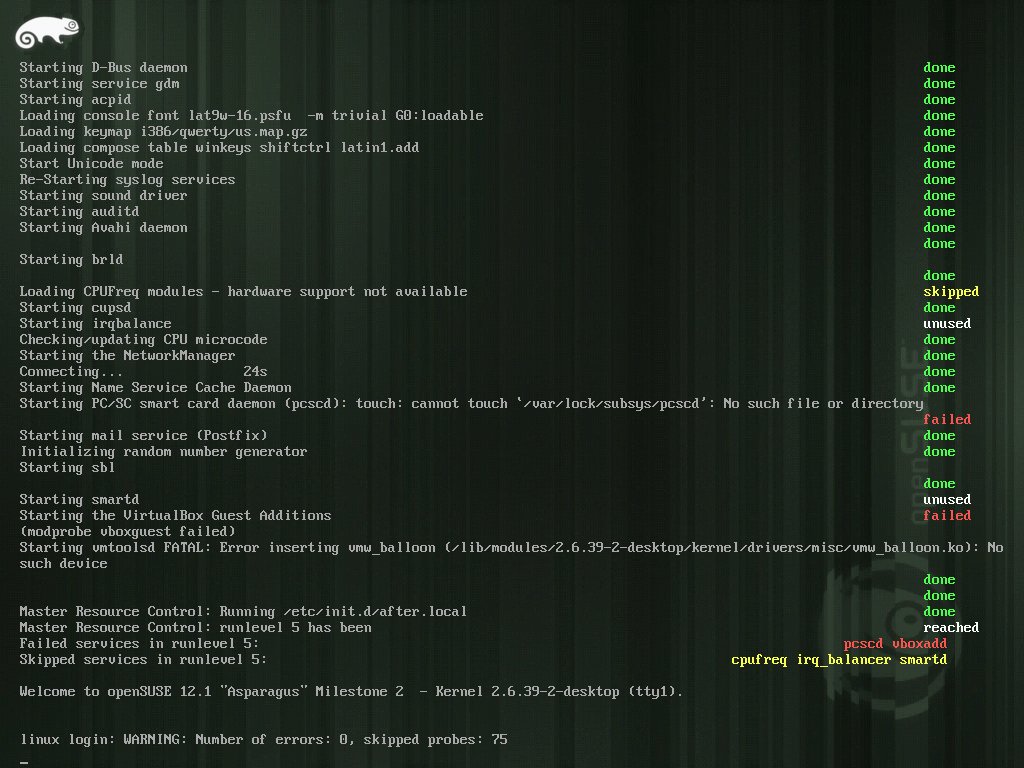 Starting D-Bus daemon done
Starting service gdm done
Starting acpid done
Loading console font lat9w-16.psfu  -m trivial G0:loadable done
Loading keymap i386/qwerty/us.map.gz done
Loading compose table winkeys shiftctrl latin1.add done
Start Unicode mode done
Re-Starting syslog services done
Starting sound driver done
Starting auditd done
Starting Avahi daemon done
done
Starting brld
done
Loading CPUFreq modules - hardware support not available skipped
Starting cupsd done
Starting irqbalance unused
Checking/updating CPU microcode done
Starting the NetworkManager done
Connecting... 24s done
Starting Name Service Cache Daemon done
Starting PC/SC smart card daemon (pcscd): touch: cannot touch `/var/lock/subsys/pcscd': No such file or directory
failed
Starting mail service (Postfix) done
Initializing random number generator done
Starting sbl
done
Starting smartd unused
Starting the VirtualBox Guest Additions failed
(modprobe vboxguest failed)
Starting vmtoolsd FATAL: Error inserting vmw_balloon (/lib/modules/2.6.39-2-desktop/kernel/drivers/misc/vmw_balloon.ko): No
such device
done
done
Master Resource Control: Running /etc/init.d/after.local done
Master Resource Control: runlevel 5 has been reached
Failed services in runlevel 5: pcscd vboxadd
Skipped services in runlevel 5: cpufreq irq_balancer smartd
Welcome to openSUSE 12.1 "Asparagus" Milestone 2  - Kernel 2.6.39-2-desktop (tty1).
linux login: WARNING: Number of errors: 0, skipped probes: 75
_
openSUSE